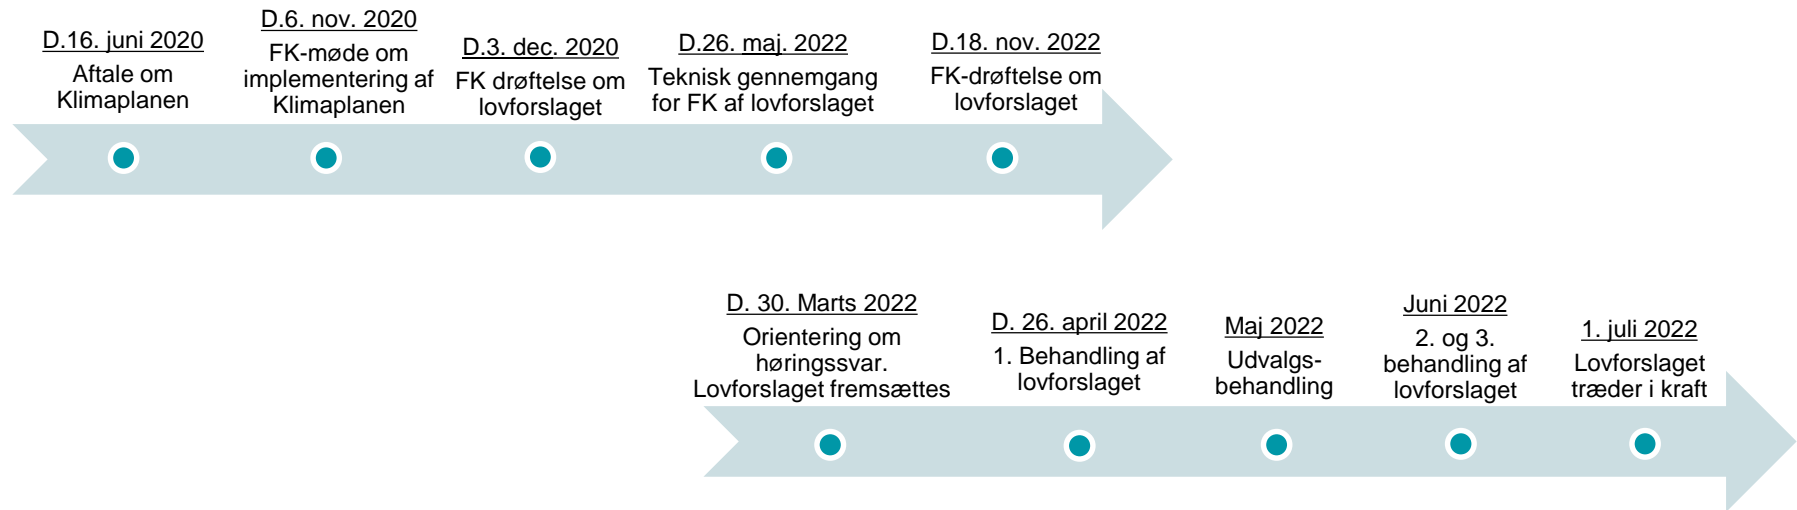 D.16. juni 2020
Aftale om
Klimaplanen
D.6. nov. 2020
FK-møde om
implementering af
Klimaplanen
D.3. dec. 2020
FK drøftelse om
lovforslaget
D.26. maj. 2022
Teknisk gennemgang
for FK af lovforslaget
D.18. nov. 2022
FK-drøftelse om
lovforslaget
D. 30. Marts 2022
Orientering om
høringssvar.
Lovforslaget fremsættes
D. 26. april 2022
1. Behandling af
lovforslaget
Maj 2022
Udvalgs-
behandling
Juni 2022
2. og 3.
behandling af
lovforslaget
1. juli 2022
Lovforslaget
træder i kraft